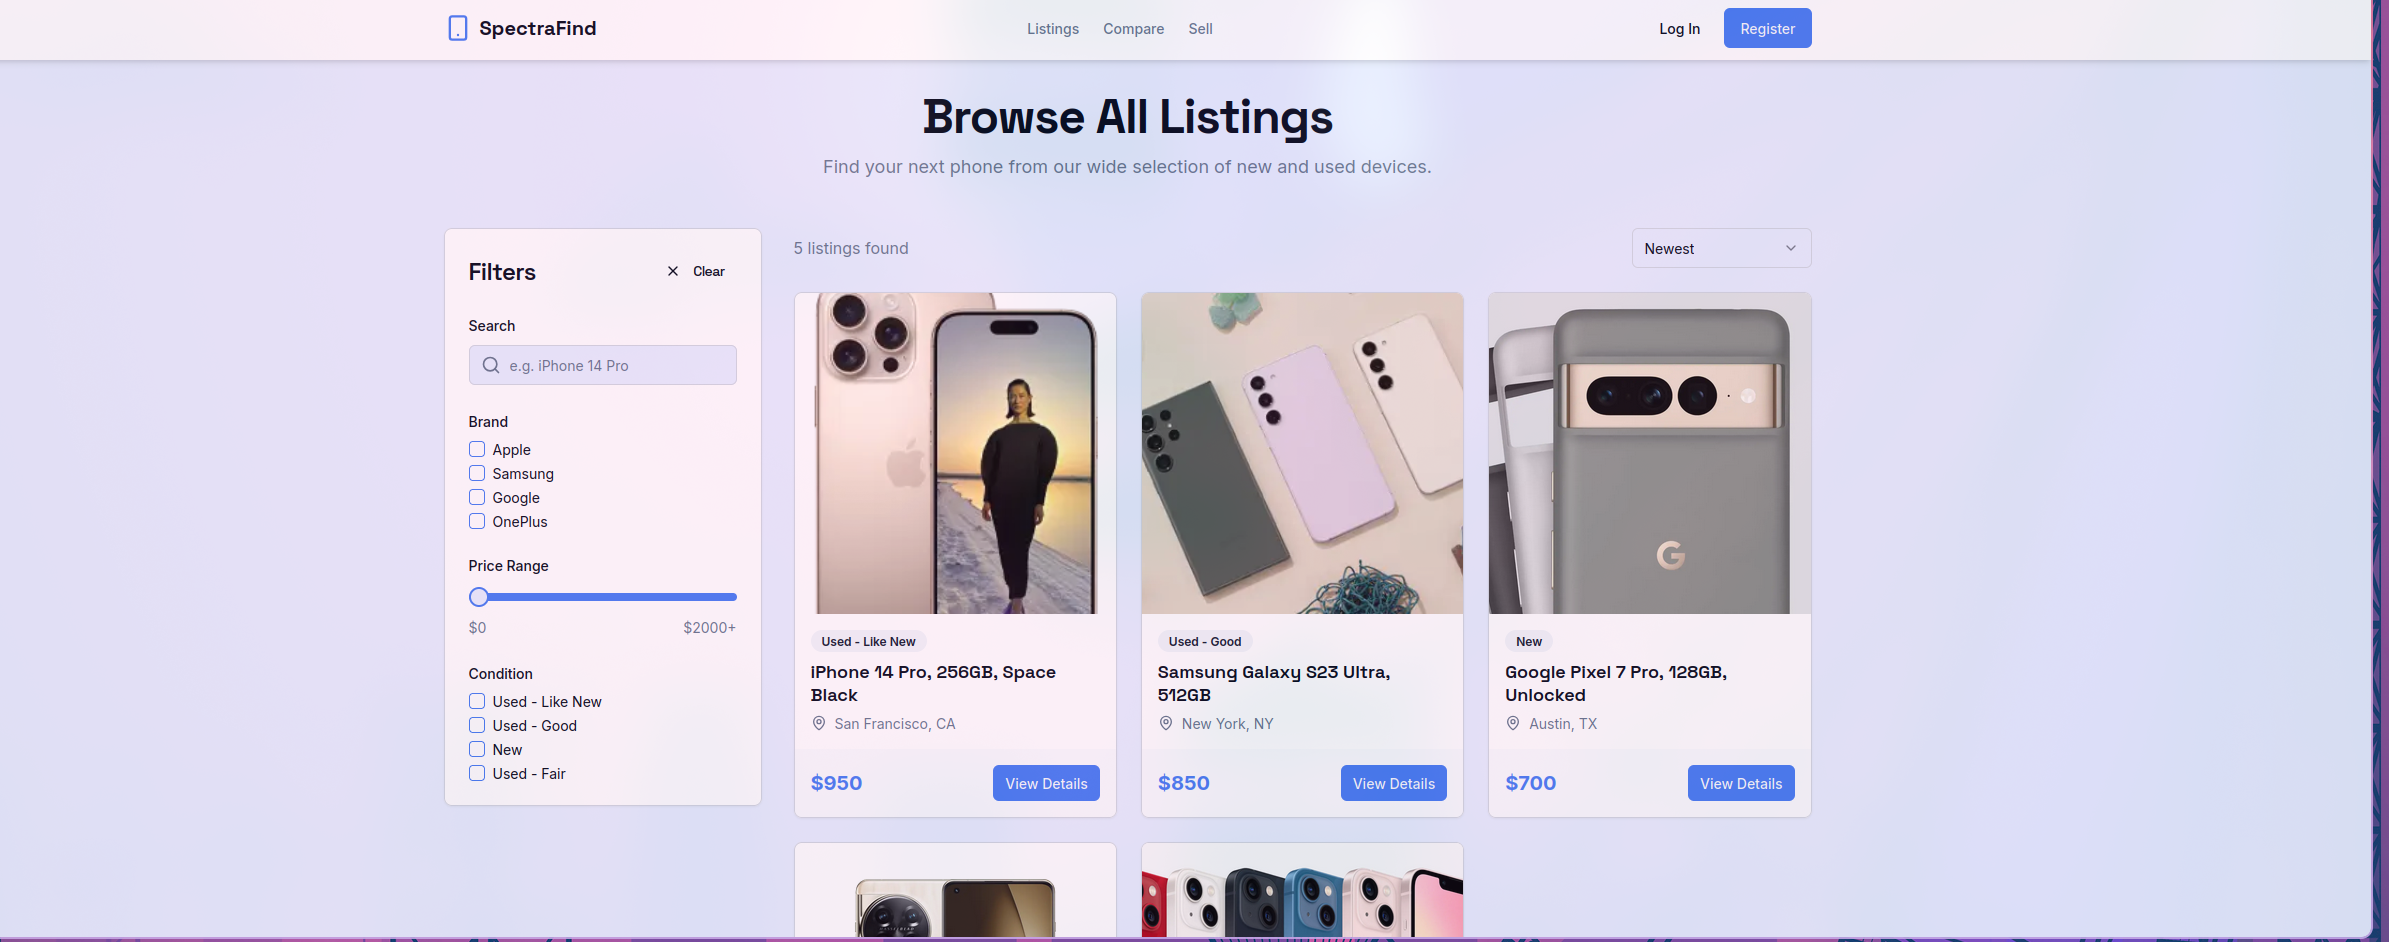 SpectraFind
Listings
Compare
Sell
Log In
Register
Browse All Listings
Find your next phone from our wide selection of new and used devices.
Filters
Clear
Search
e.g. iPhone 14 Pro
Brand
Apple
Samsung
Google
OnePlus
Price Range
$0
$2000+
Condition
Used - Like New
Used - Good
New
Used - Fair
5 listings found
Newest
Used - Like New
iPhone 14 Pro, 256GB, Space
Black
San Francisco, CA
$950
View Details
Used - Good
Samsung Galaxy S23 Ultra,
512GB
New York, NY
$850
View Details
G
New
Google Pixel 7 Pro, 128GB,
Unlocked
Austin, TX
$700
View Details